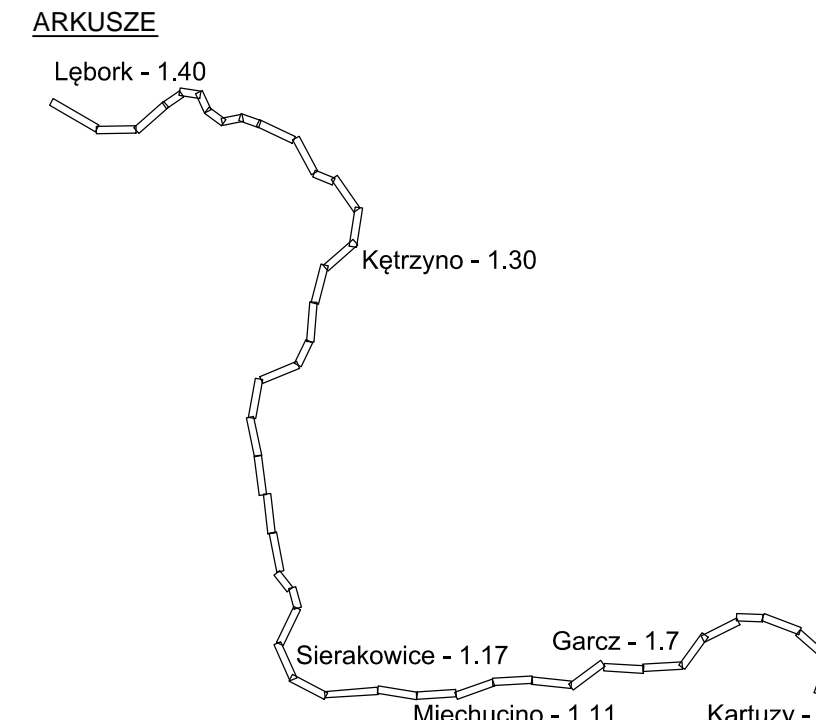 ARKUSZE
Lębork - 1.40
Kętrzyno - 1.30
Garcz - 1.7
Sierakowice - 1.17
Miechucino - 1.11
Kartuzy -